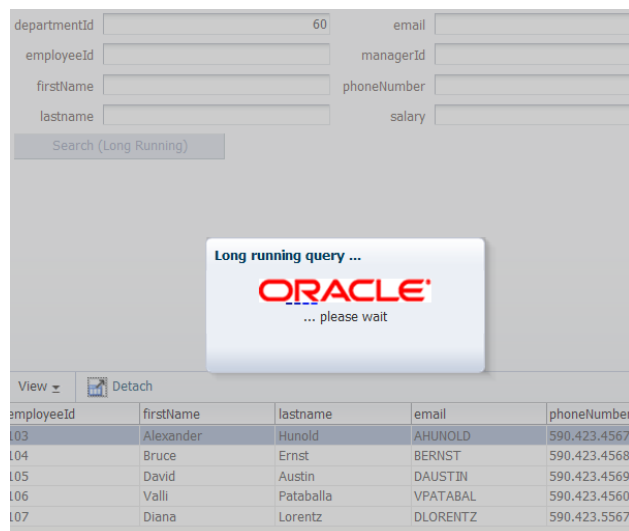 departmentId 60 email
employeeId managerId
firstName phoneNumber
lastname salary
Search (Long Running)
Long running query ...
ORACLE
... please wait
View Detach
employeeId firstName lastname email phoneNumber
103 Alexander Hunold AHUNOLD 590.423.4567
104 Bruce Ernst BERNST 590.423.4568
105 David Austin DAUSTIN 590.423.4569
106 Valli Pataballa VPATABAL 590.423.4560
107 Diana Lorentz DLORENTZ 590.423.5567